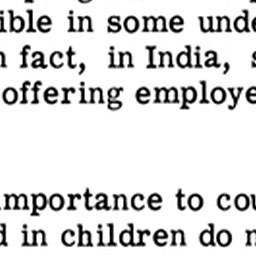 ible in some unde
fact, in India, s
offering employe
mportance to cou
d in children do n